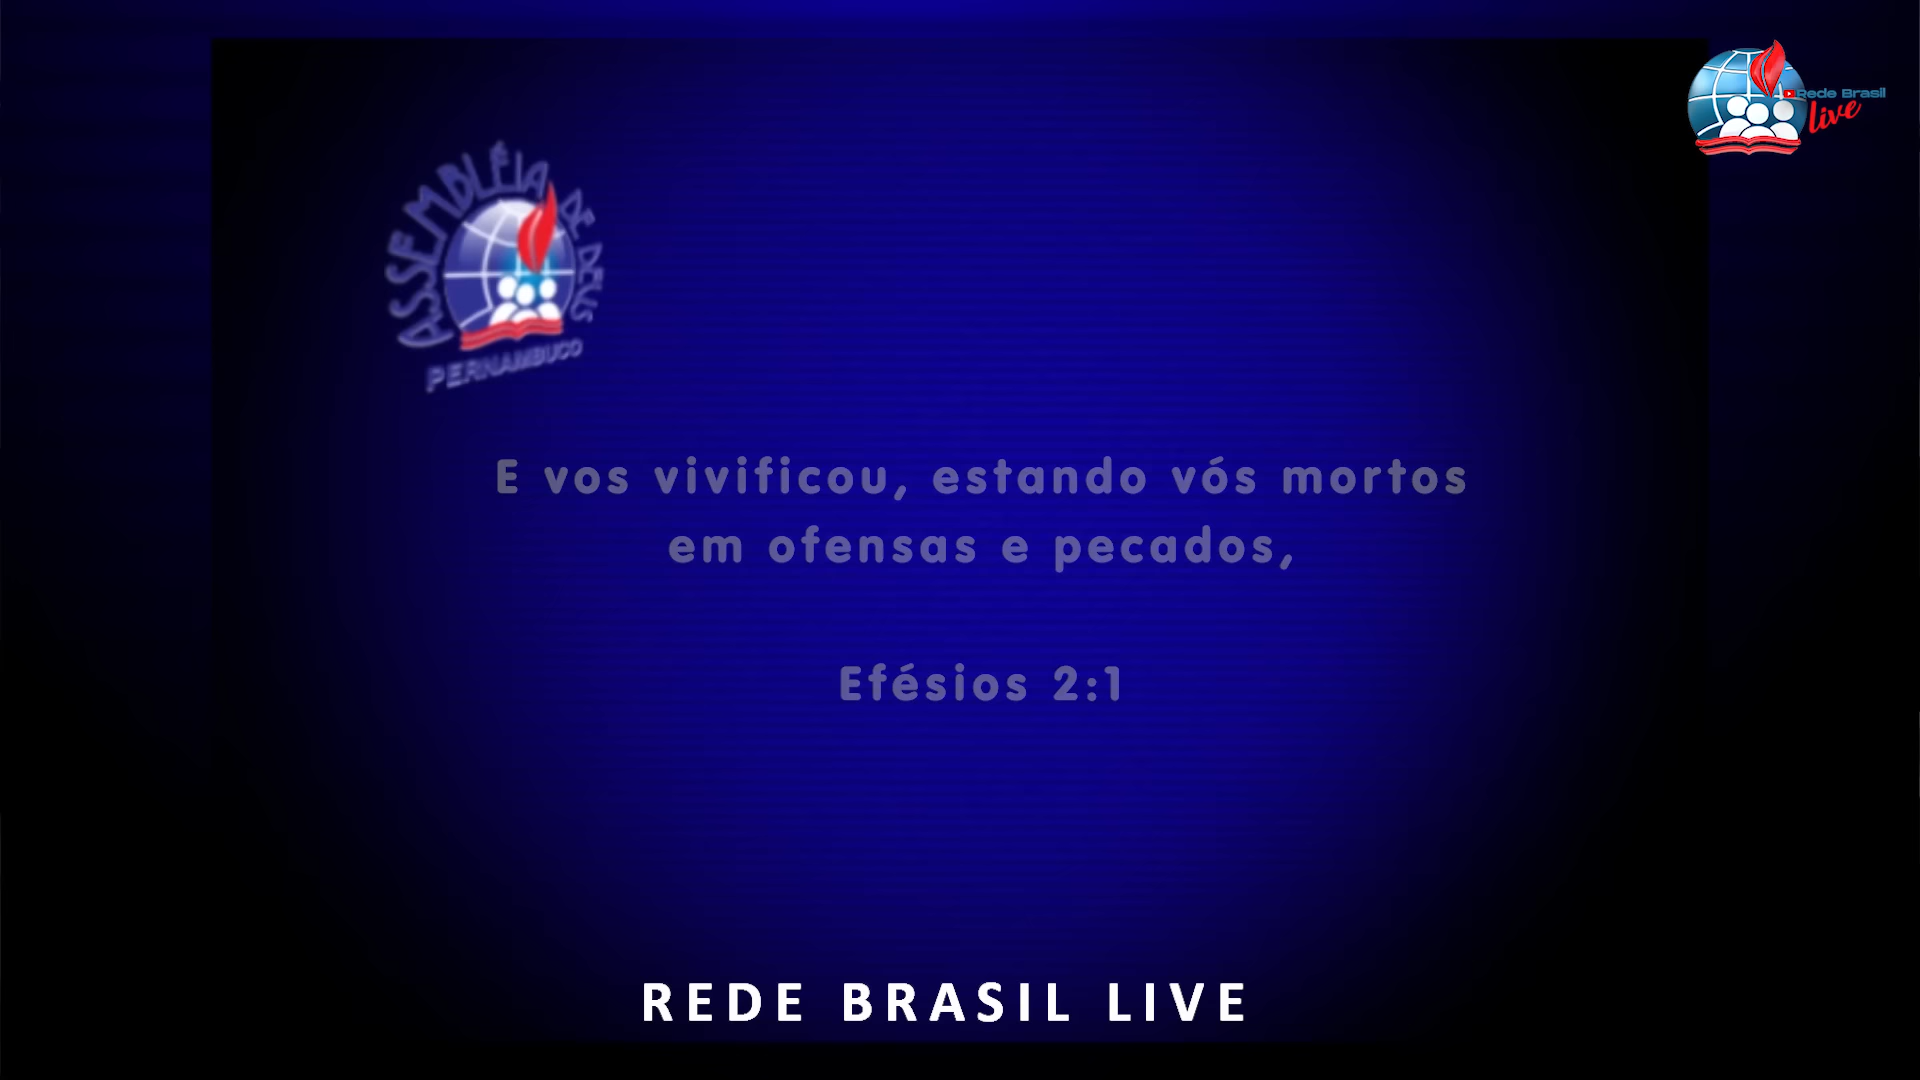 Rede Brasil
live
ASSEMBLÉIA DE DEUS
PERNAMBUCO
E vos vivificou, estando vós mortos
em ofensas e pecados,
Efésios 2:1
REDE BRASIL LIVE